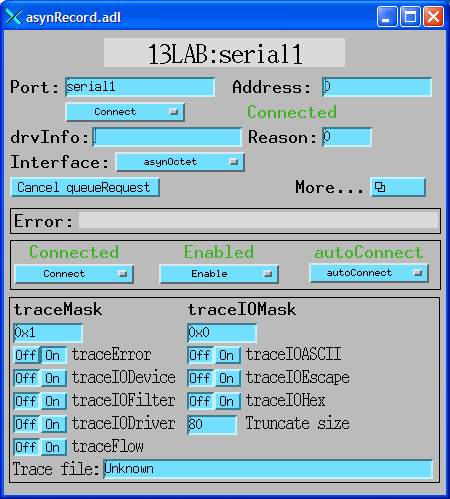 asynRecord.adl
13LAB:serial1
Port: serial1 Address: 0
Connect Connected
drvInfo: Reason: 0
Interface: asynOctet
Cancel queueRequest More...
Error:
Connected Enabled autoConnect
Connect Enable autoConnect
traceMask traceIOMask
0x1 0x0
Off On traceError Off On traceIOASCII
Off On traceIODevice Off On traceIOEscape
Off On traceIOFilter Off On traceIOHex
Off On traceIODriver 80 Truncate size
Off On traceFlow
Trace file: Unknown